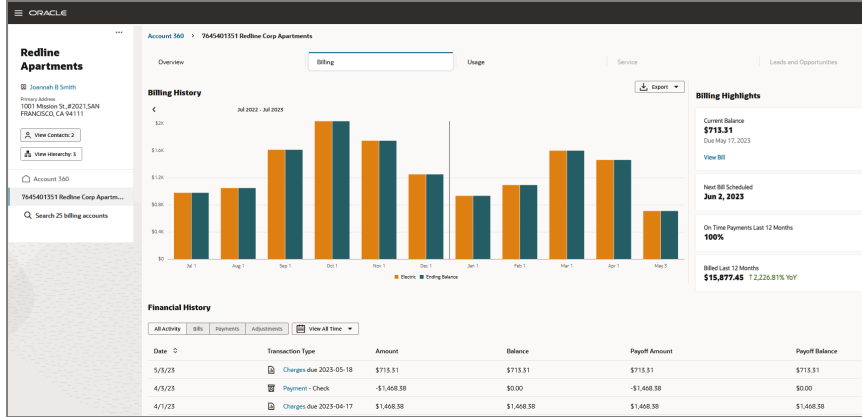 ORACLE
...
Redline
Apartments
Joannah B Smith
Primary Address
1001 Mission St.,#2021,SAN
FRANCISCO, CA 94111
View Contacts: 2
View Hierarchy: 3
Account 360
7645401351 Redline Corp Apartm...
Search 25 billing accounts
Account 360 > 7645401351 Redline Corp Apartments
Overview Billing Usage Service Leads and Opportunities
Billing History
Export
Jul 2022 - Jul 2023
$2K
$1.6K
$1.2K
$0.8K
$0.4K
$0
Jul 1 Aug 1 Sep 1 Oct 1 Nov 1 Dec 1 Jan 1 Feb 1 Mar 1 Apr 1 May 3
Electric Ending Balance
Billing Highlights
Current Balance
$713.31
Due May 17, 2023
View Bill
Next Bill Scheduled
Jun 2, 2023
On Time Payments Last 12 Months
100%
Billed Last 12 Months
$15,877.45 ↑2,226.81% YoY
Financial History
All Activity Bills Payments Adjustments View All Time
Date Transaction Type Amount Balance Payoff Amount Payoff Balance
5/3/23 Charges due 2023-05-18 $713.31 $713.31 $713.31 $713.31
4/3/23 Payment - Check -$1,468.38 $0.00 -$1,468.38 $0.00
4/1/23 Charges due 2023-04-17 $1,468.38 $1,468.38 $1,468.38 $1,468.38